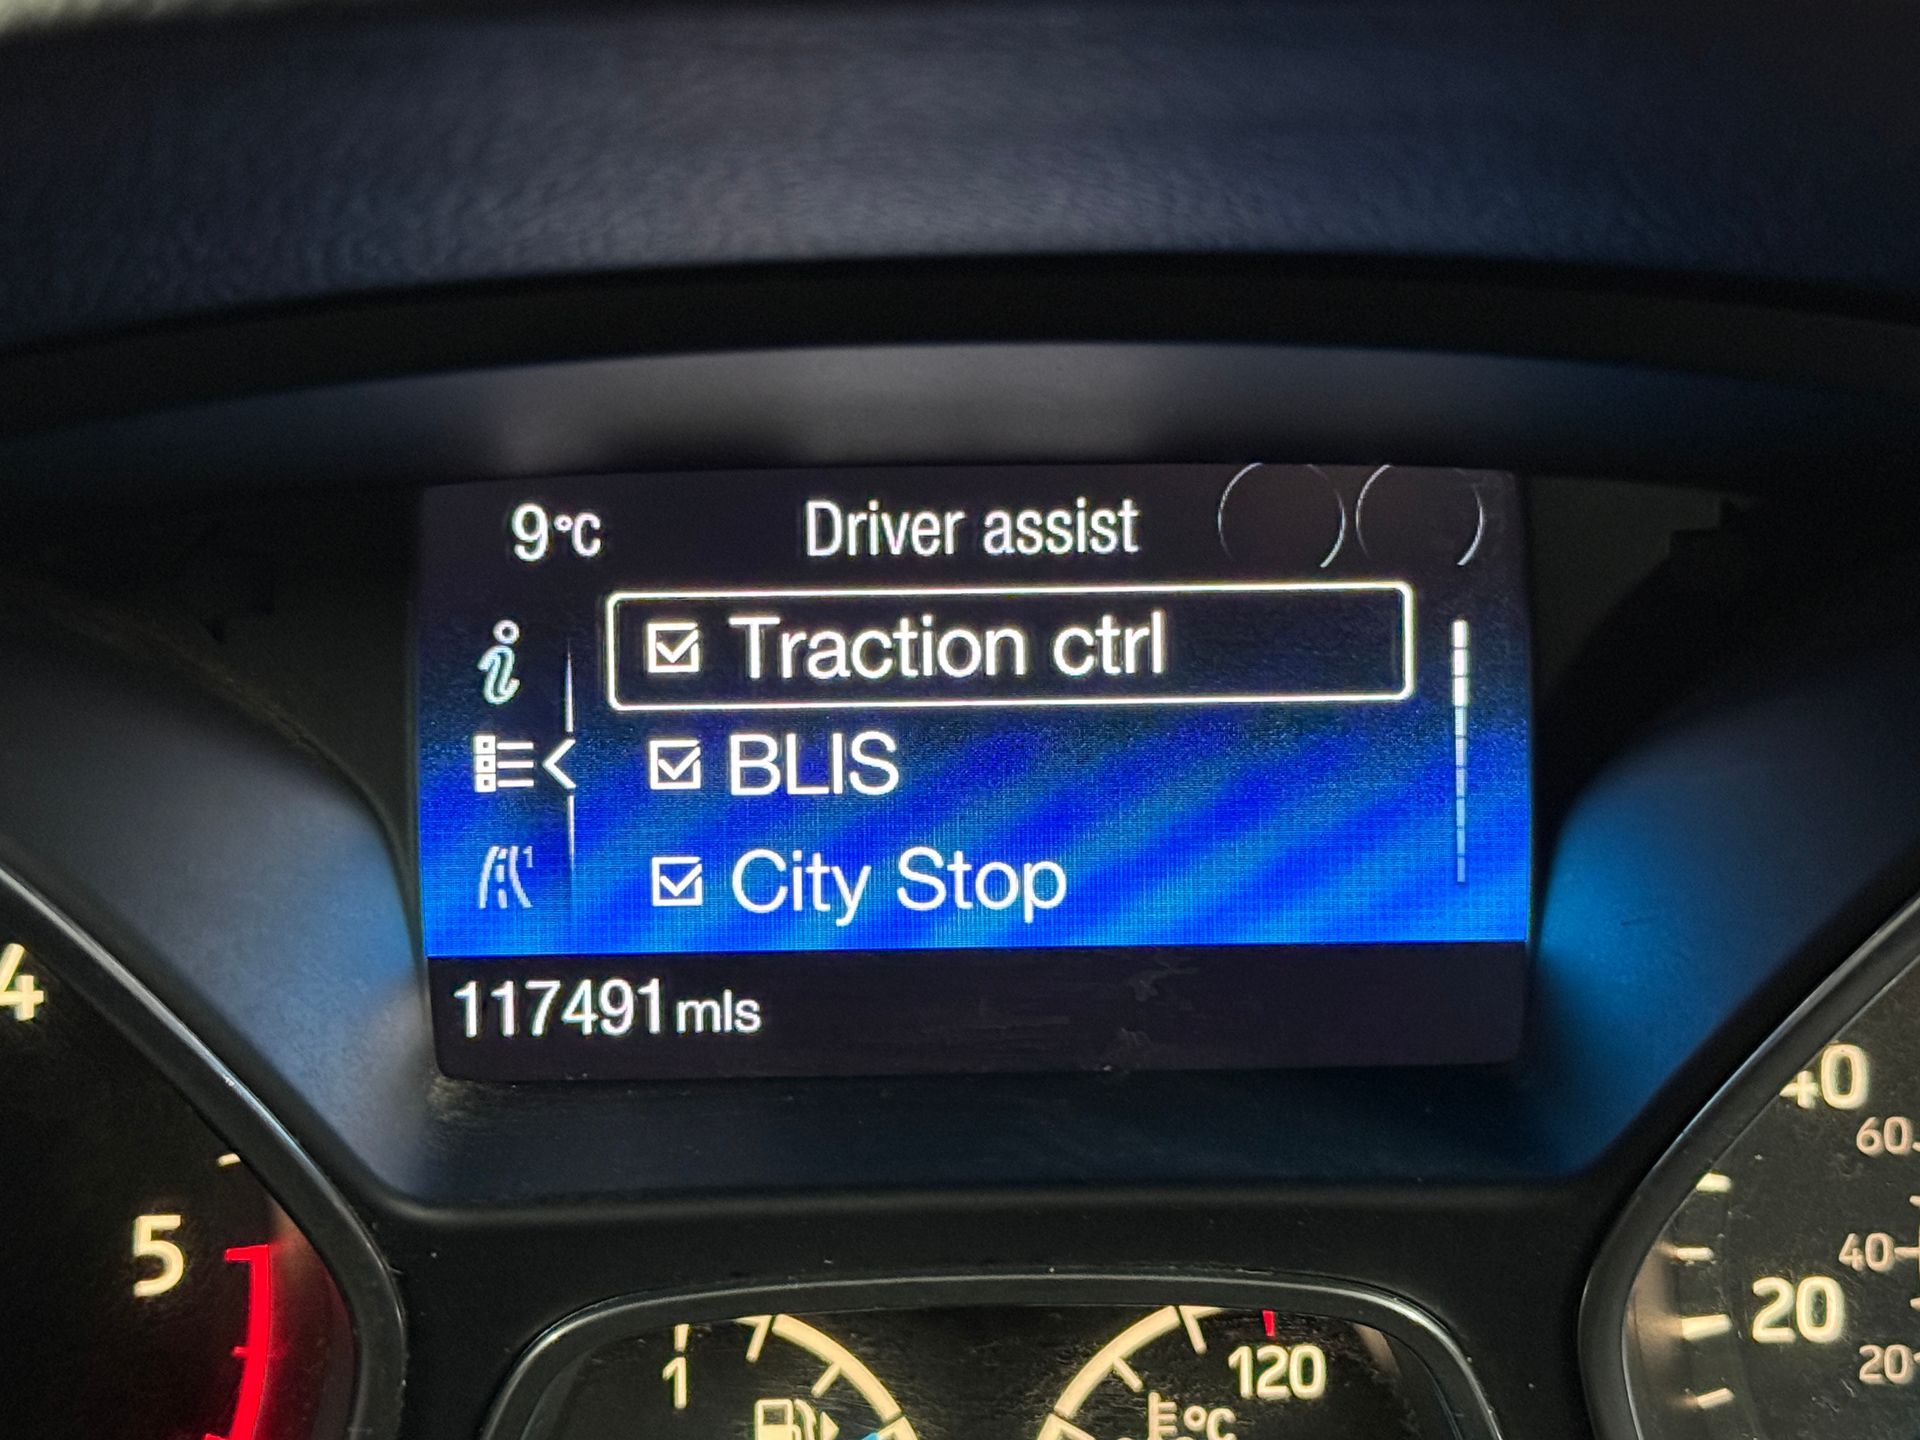 9°C Driver assist
Traction ctrl
BLIS
1
City Stop
117491 mls
4
5
40
60
40
20
20
1
120
°C